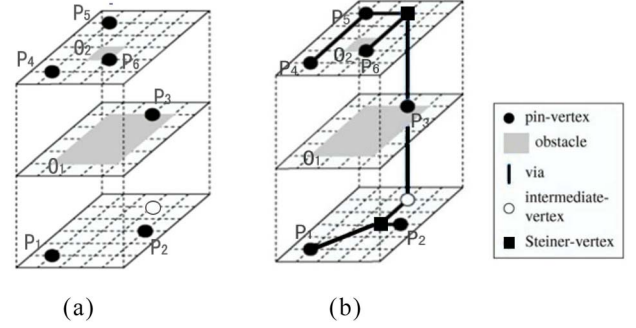 P5
O2
P4
P6
P3
O1
P1
P2
(a)
P5
O2
P4
P6
P3
O1
P1
P2
(b)
pin-vertex
obstacle
via
intermediate-
vertex
Steiner-vertex